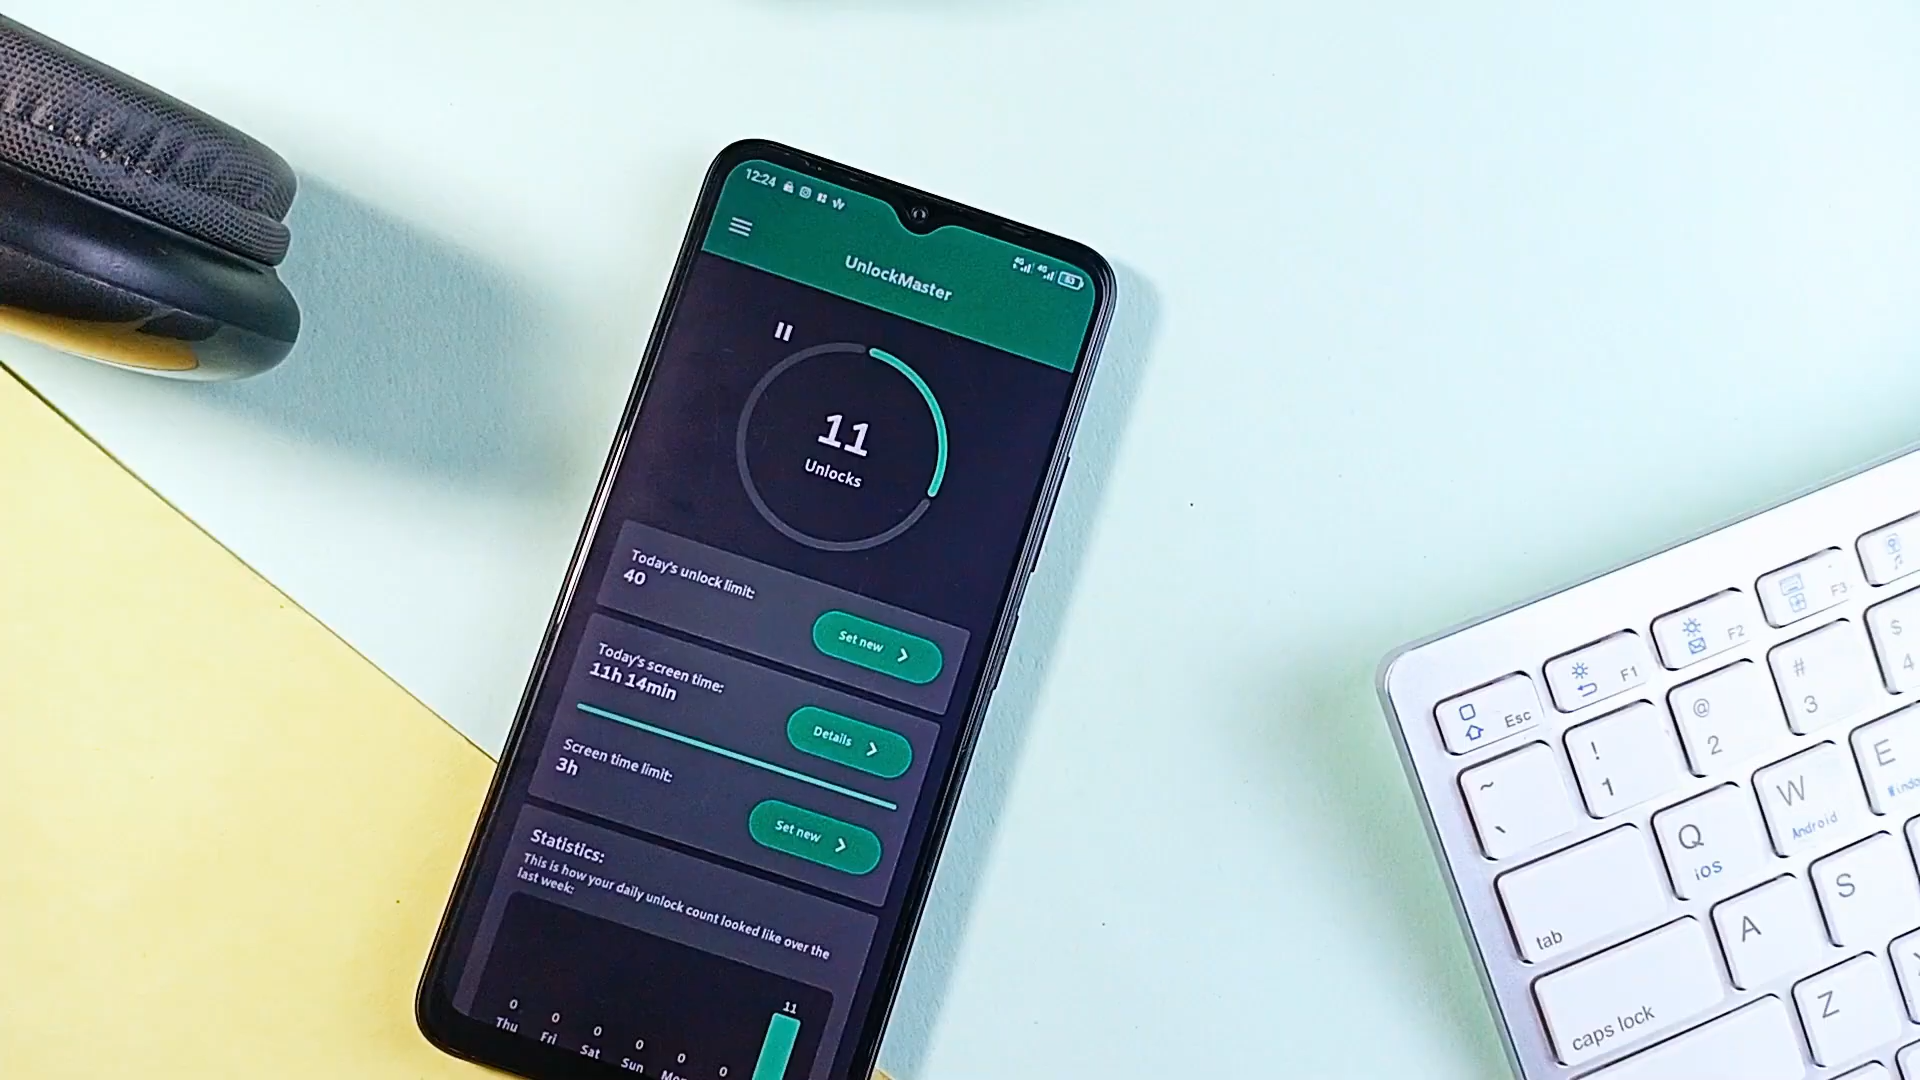 12:24
4G 4G 83
UnlockMaster
11
Unlocks
Today's unlock limit:
40
Set new
Today's screen time:
11h 14min
Details
Screen time limit:
3h
Set new
Statistics:
This is how your daily unlock count looked like over the
last week:
0 0 0 0 0 0 11
Thu Fri Sat Sun
Esc F1 F2 F3
~ `
! 1
@ 2
# 3
$ 4
tab
Q iOS
W Android
E
caps lock
A
S
Z